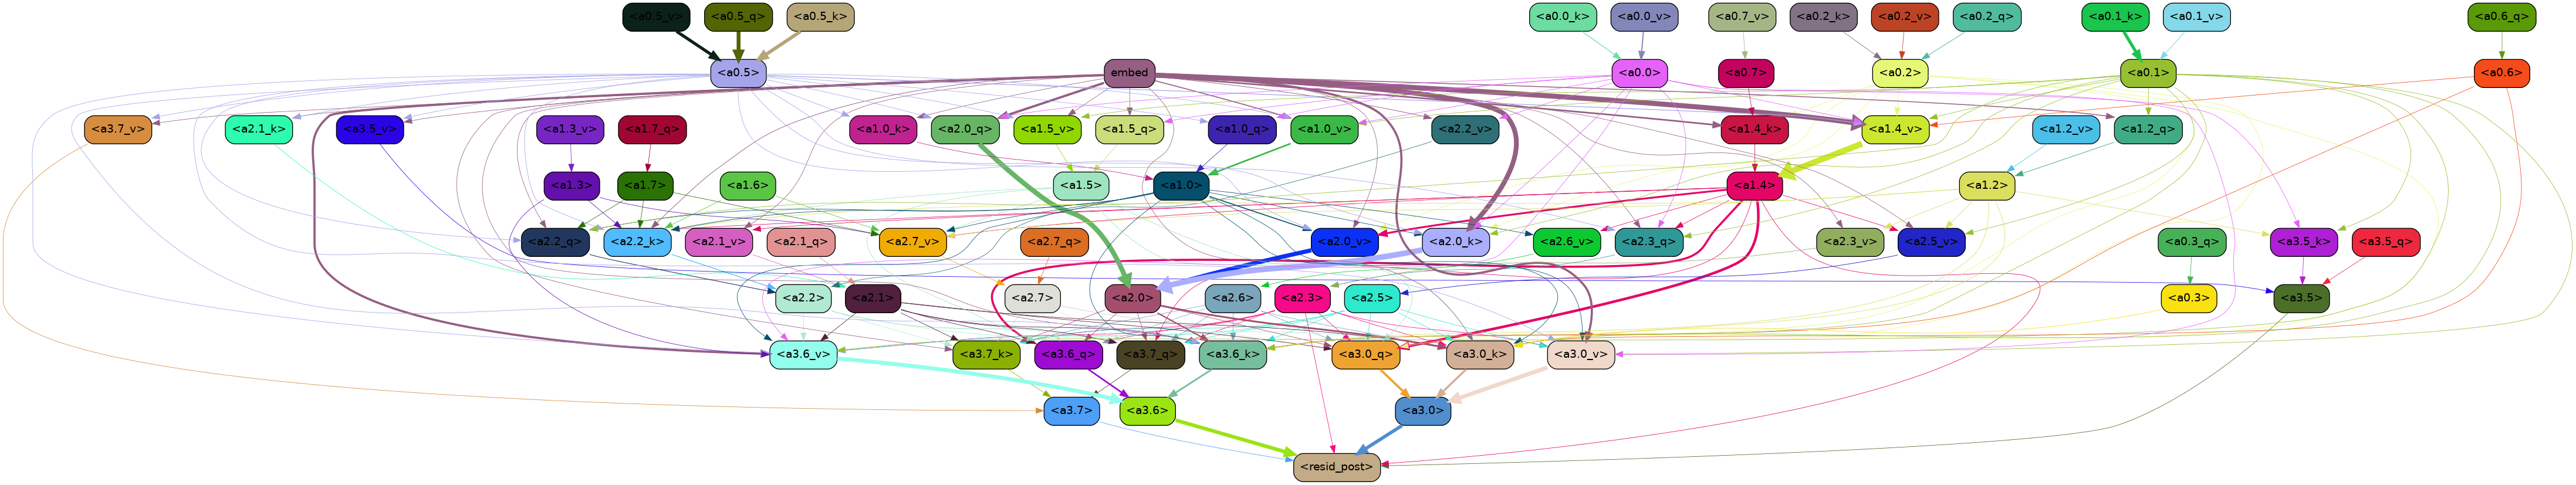 <a0.5_v> <a0.5_q> <a0.5_k> <a0.0_k> <a0.0_v> <a0.7_v> <a0.2_k> <a0.2_v> <a0.2_q> <a0.1_k> <a0.1_v> <a0.6_q>
<a0.5> embed <a0.0> <a0.7> <a0.2> <a0.1> <a0.6>
<a3.7_v> <a2.1_k> <a3.5_v> <a1.3_v> <a1.7_q> <a1.0_k> <a2.0_q> <a1.5_v> <a1.5_q> <a1.0_q> <a1.0_v> <a2.2_v> <a1.4_k> <a1.4_v> <a1.2_v> <a1.2_q>
<a1.3> <a1.7> <a1.6> <a1.5> <a1.0> <a1.4> <a1.2>
<a2.2_q> <a2.2_k> <a2.1_v> <a2.1_q> <a2.7_v> <a2.7_q> <a2.0_v> <a2.0_k> <a2.6_v> <a2.3_q> <a2.3_v> <a2.5_v> <a0.3_q> <a3.5_k> <a3.5_q>
<a2.2> <a2.1> <a2.7> <a2.0> <a2.6> <a2.3> <a2.5> <a0.3> <a3.5>
<a3.6_v> <a3.7_k> <a3.6_q> <a3.7_q> <a3.6_k> <a3.0_q> <a3.0_k> <a3.0_v>
<a3.7> <a3.6> <a3.0>
<resid_post>